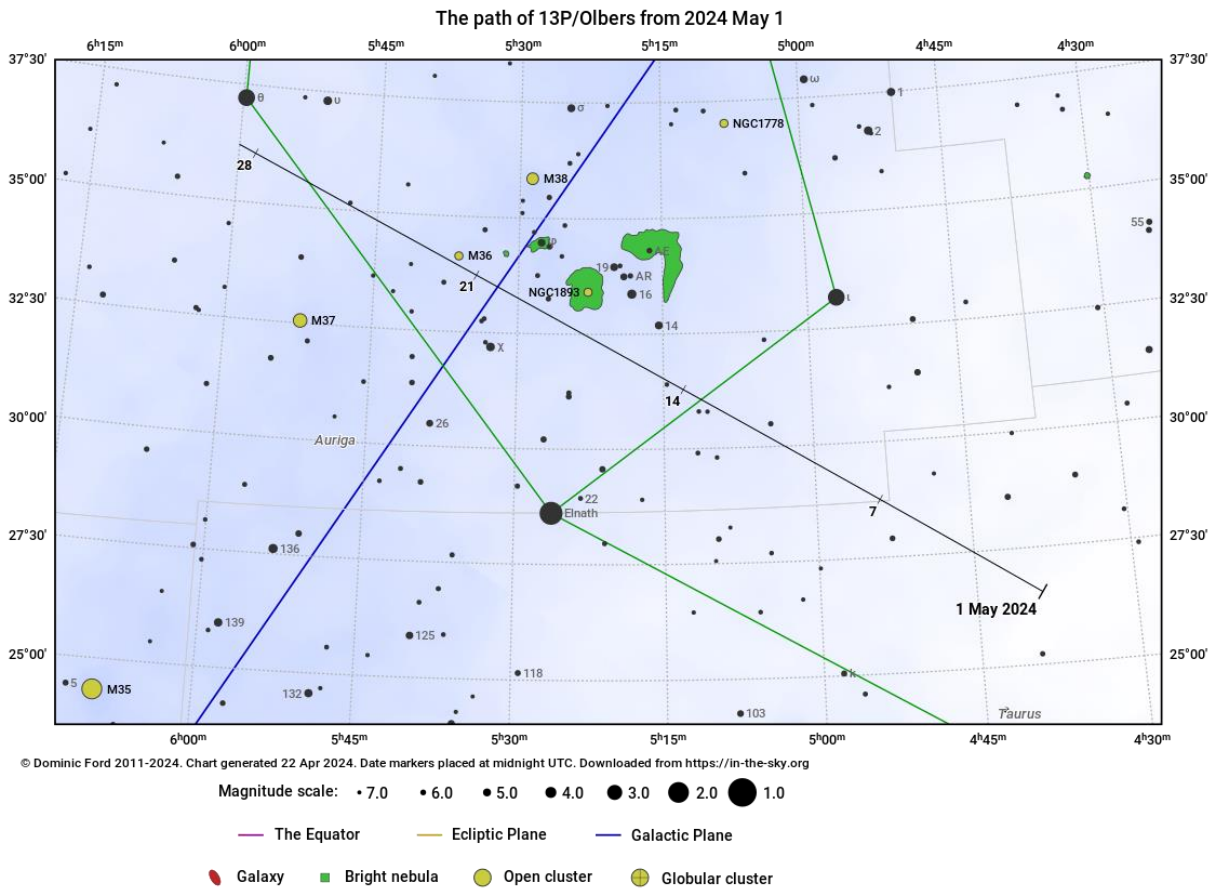 The path of 13P/Olbers from 2024 May 1
6ʰ15ᵐ 6ʰ00ᵐ 5ʰ45ᵐ 5ʰ30ᵐ 5ʰ15ᵐ 5ʰ00ᵐ 4ʰ45ᵐ 4ʰ30ᵐ
37°30' 37°30'
θ υ σ ω 1
NGC1778 2
28
35°00' M38 35°00'
55
M36 AE
19 AR
21 NGC1893 16
32°30' ι 32°30'
M37 14
χ
14
30°00' 26 30°00'
Auriga
22
Elnath 7
27°30' 136 27°30'
1 May 2024
139
125
25°00' 25°00'
5 M35 132 118 k
103 Taurus
6ʰ00ᵐ 5ʰ45ᵐ 5ʰ30ᵐ 5ʰ15ᵐ 5ʰ00ᵐ 4ʰ45ᵐ 4ʰ30ᵐ
© Dominic Ford 2011-2024. Chart generated 22 Apr 2024. Date markers placed at midnight UTC. Downloaded from https://in-the-sky.org
Magnitude scale: 7.0 6.0 5.0 4.0 3.0 2.0 1.0
The Equator Ecliptic Plane Galactic Plane
Galaxy Bright nebula Open cluster Globular cluster